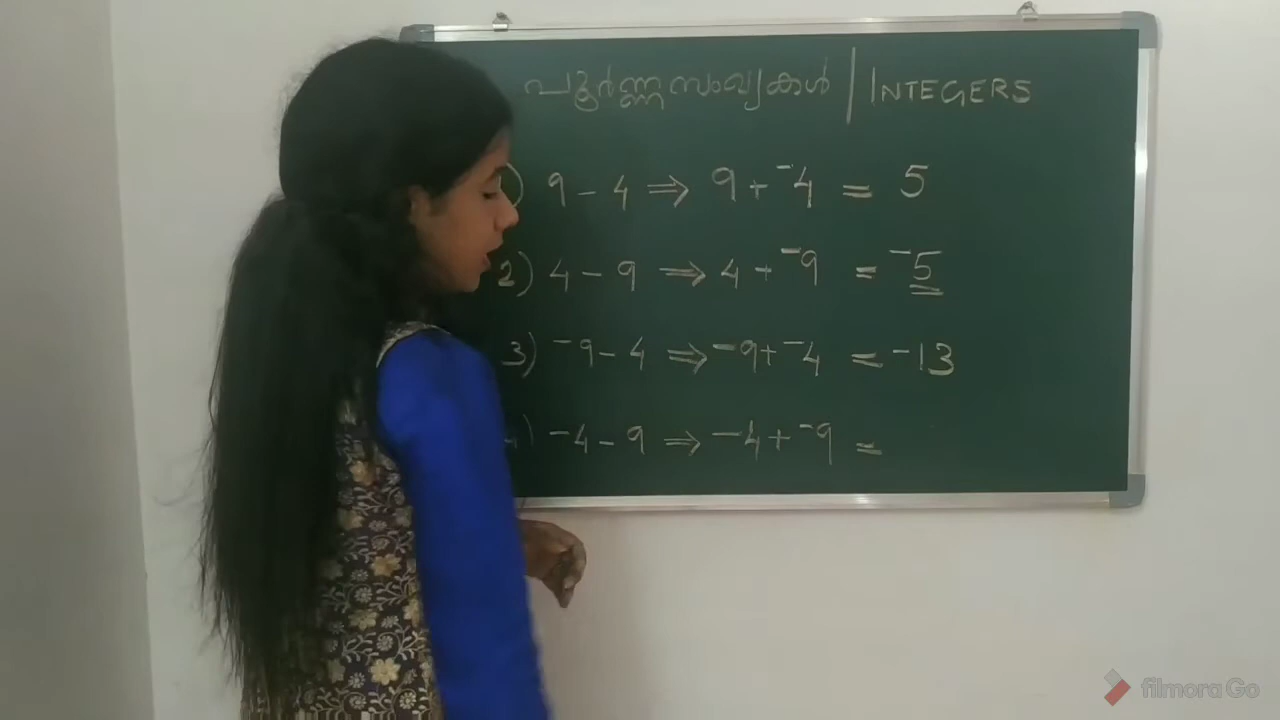 പൂർണ്ണസംഖ്യകൾ | INTEGERS
) 9 - 4 ⇒ 9 + ⁻4 = 5
2) 4 - 9 ⇒ 4 + ⁻9 = ⁻5
3) ⁻9 - 4 ⇒ ⁻9 + ⁻4 = ⁻13
4) ⁻4 - 9 ⇒ ⁻4 + ⁻9 =
filmora Go